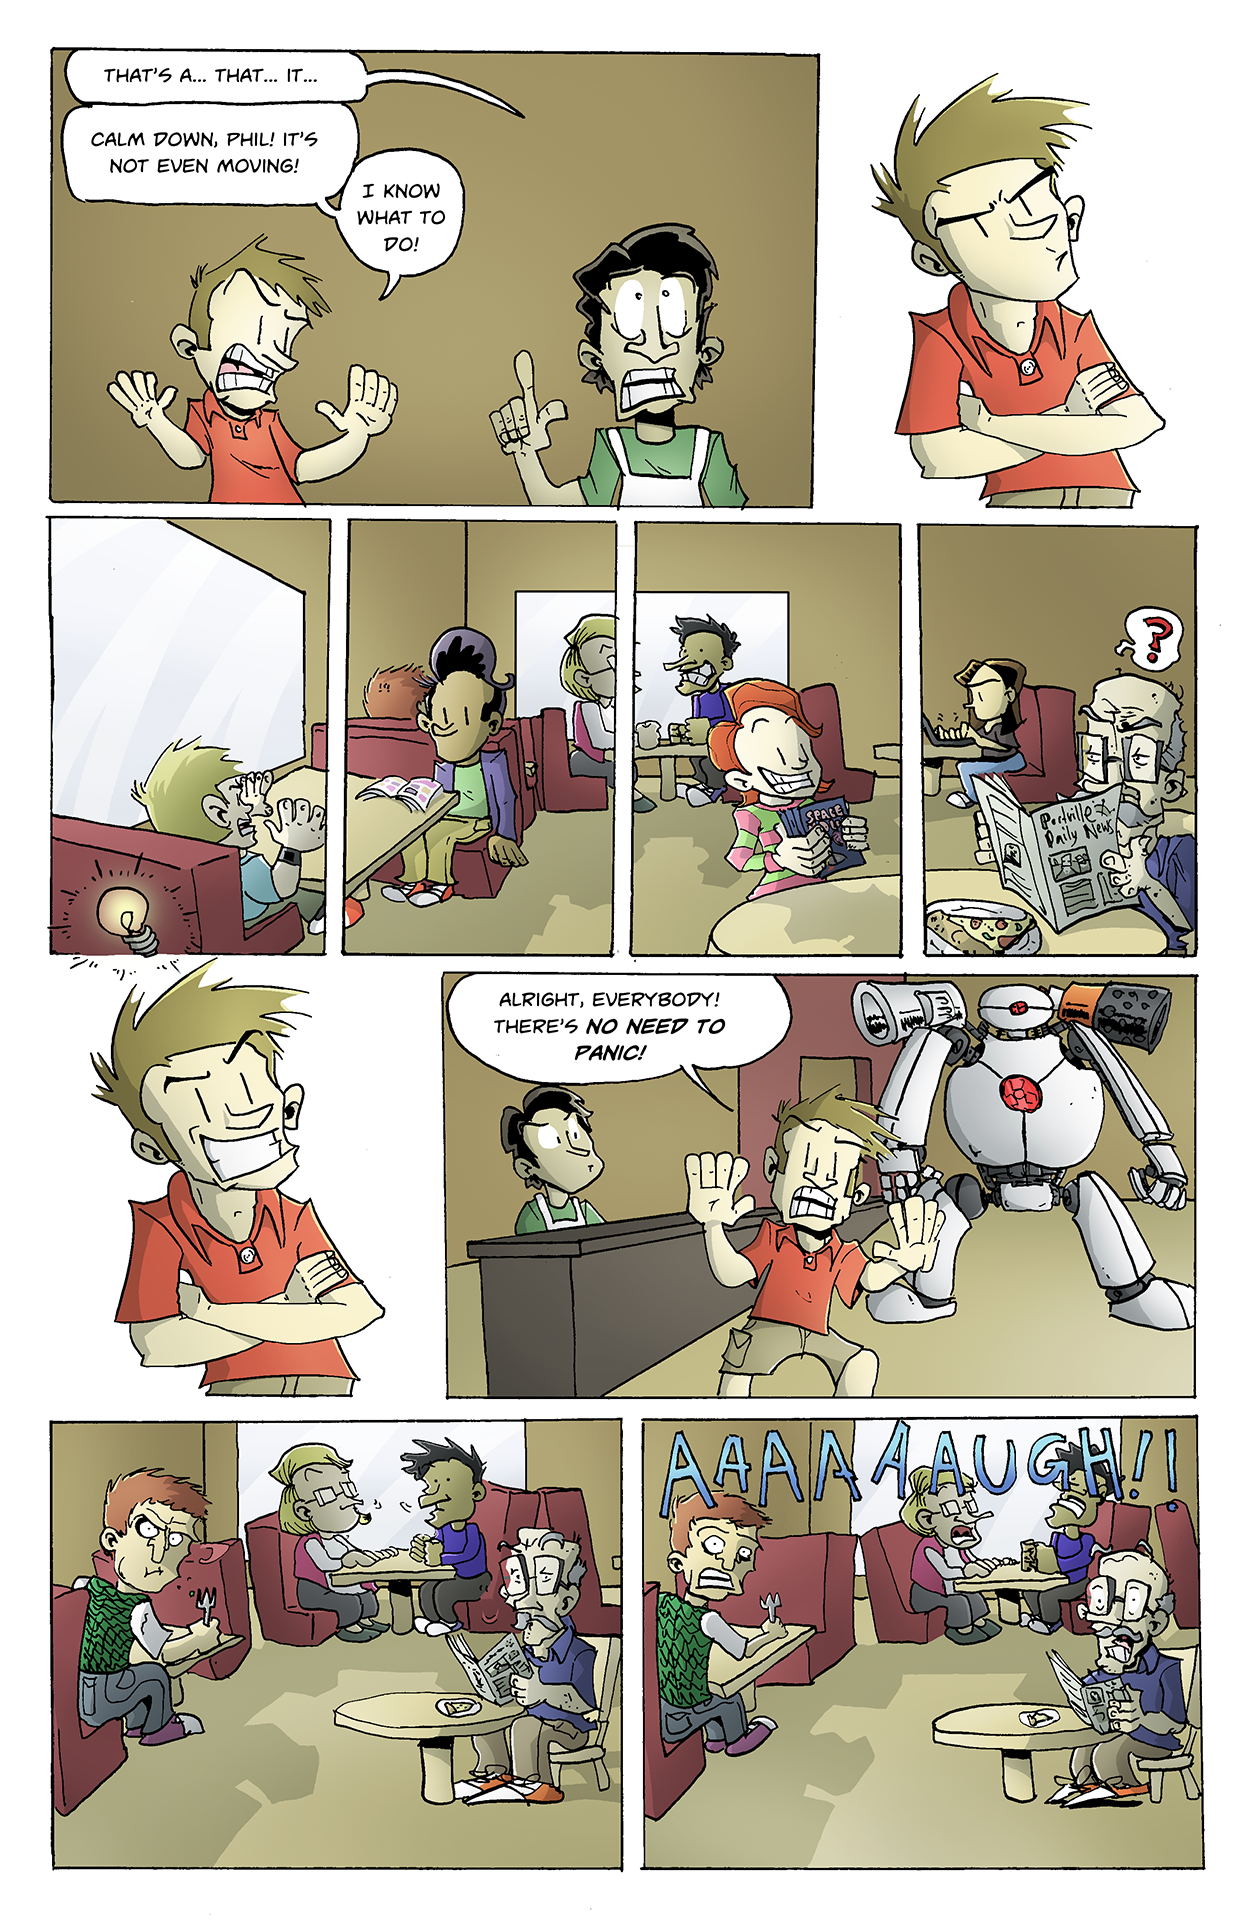 THAT'S A... THAT... IT...
CALM DOWN, PHIL! IT'S
NOT EVEN MOVING!
I KNOW
WHAT TO
DO!
SPACE
?
Portville
Daily News
ALRIGHT, EVERYBODY!
THERE'S NO NEED TO
PANIC!
AAAAAAUGH!!